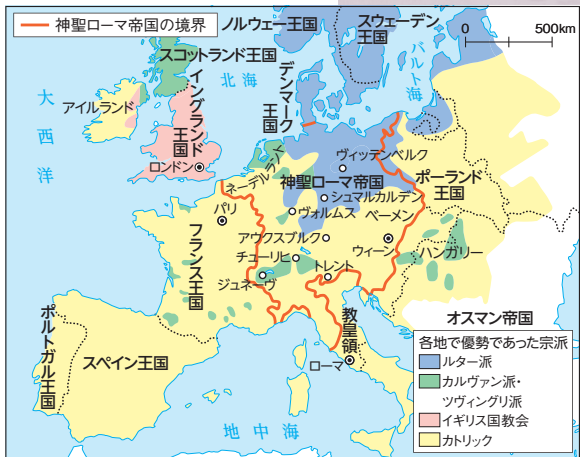 神聖ローマ帝国の境界
ノルウェー王国
スウェーデン
王国
0 500km
スコットランド王国
北海
バルト海
デンマーク
王国
大西洋
アイルランド
イングランド
王国
ロンドン
ネーデルラント
ヴィッテンベルク
神聖ローマ帝国
ポーランド
王国
シュマルカルデン
パリ
ヴォルムス
ベーメン
フランス王国
アウクスブルク
ウィーン
チューリヒ
ハンガリー
トレント
ジュネーヴ
オスマン帝国
教皇領
ポルトガル王国
スペイン王国
ローマ
地中海
各地で優勢であった宗派
ルター派
カルヴァン派・
ツヴィングリ派
イギリス国教会
カトリック